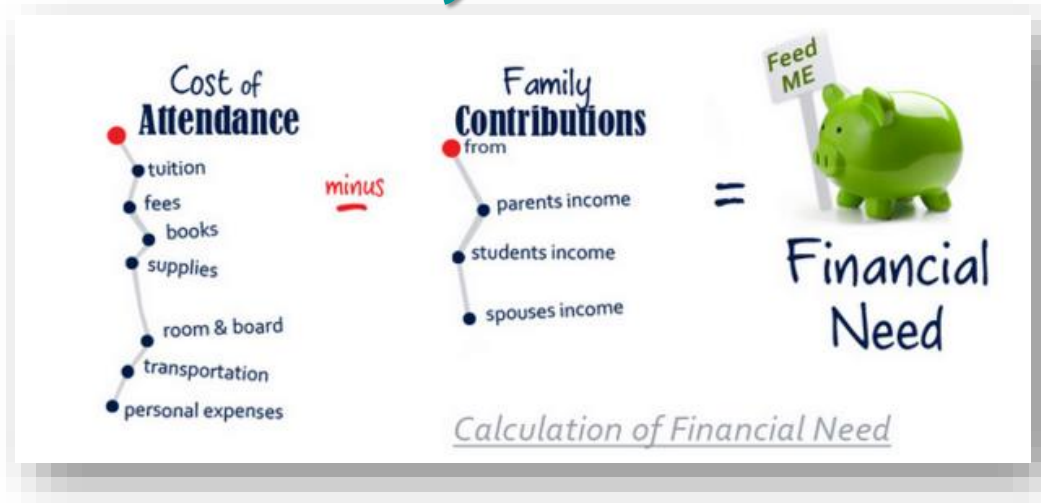 Cost of
Attendance
tuition
fees
books
supplies
room & board
transportation
personal expenses
minus
Family
Contributions
from
parents income
students income
spouses income
=
Feed
ME
Financial
Need
Calculation of Financial Need